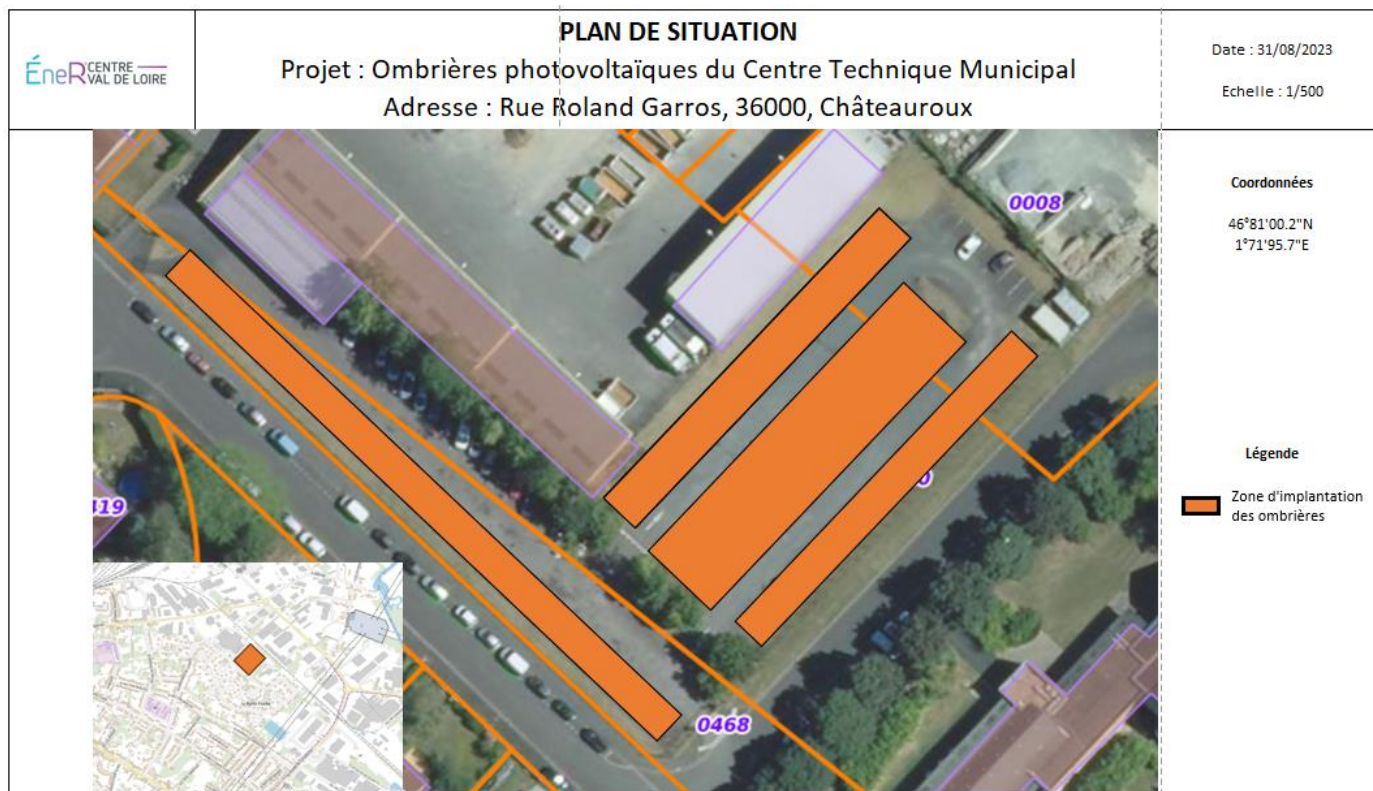 ÉneR CENTRE
VAL DE LOIRE
PLAN DE SITUATION
Projet : Ombrières photovoltaïques du Centre Technique Municipal
Adresse : Rue Roland Garros, 36000, Châteauroux
Date : 31/08/2023
Echelle : 1/500
Coordonnées
46°81'00.2"N
1°71'95.7"E
Légende
Zone d'implantation
des ombrières
0008
419
0
0468